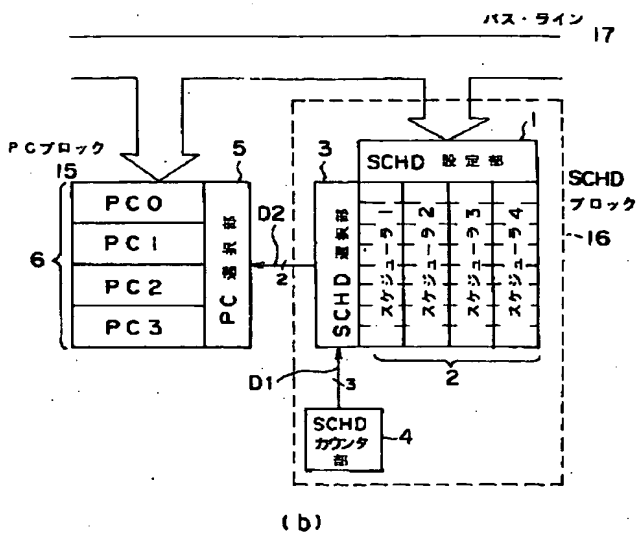 バス・ライン 17
PCブロック
15
5
3
1
SCHD 設定部
SCHD
ブロック
16
PC0
PC1
PC2
PC3
6
PC 選択部
D2
2
SCHD 選択部
スケジューラ 1
スケジューラ 2
スケジューラ 3
スケジューラ 4
2
D1
3
SCHD
カウンタ
部
4
(b)